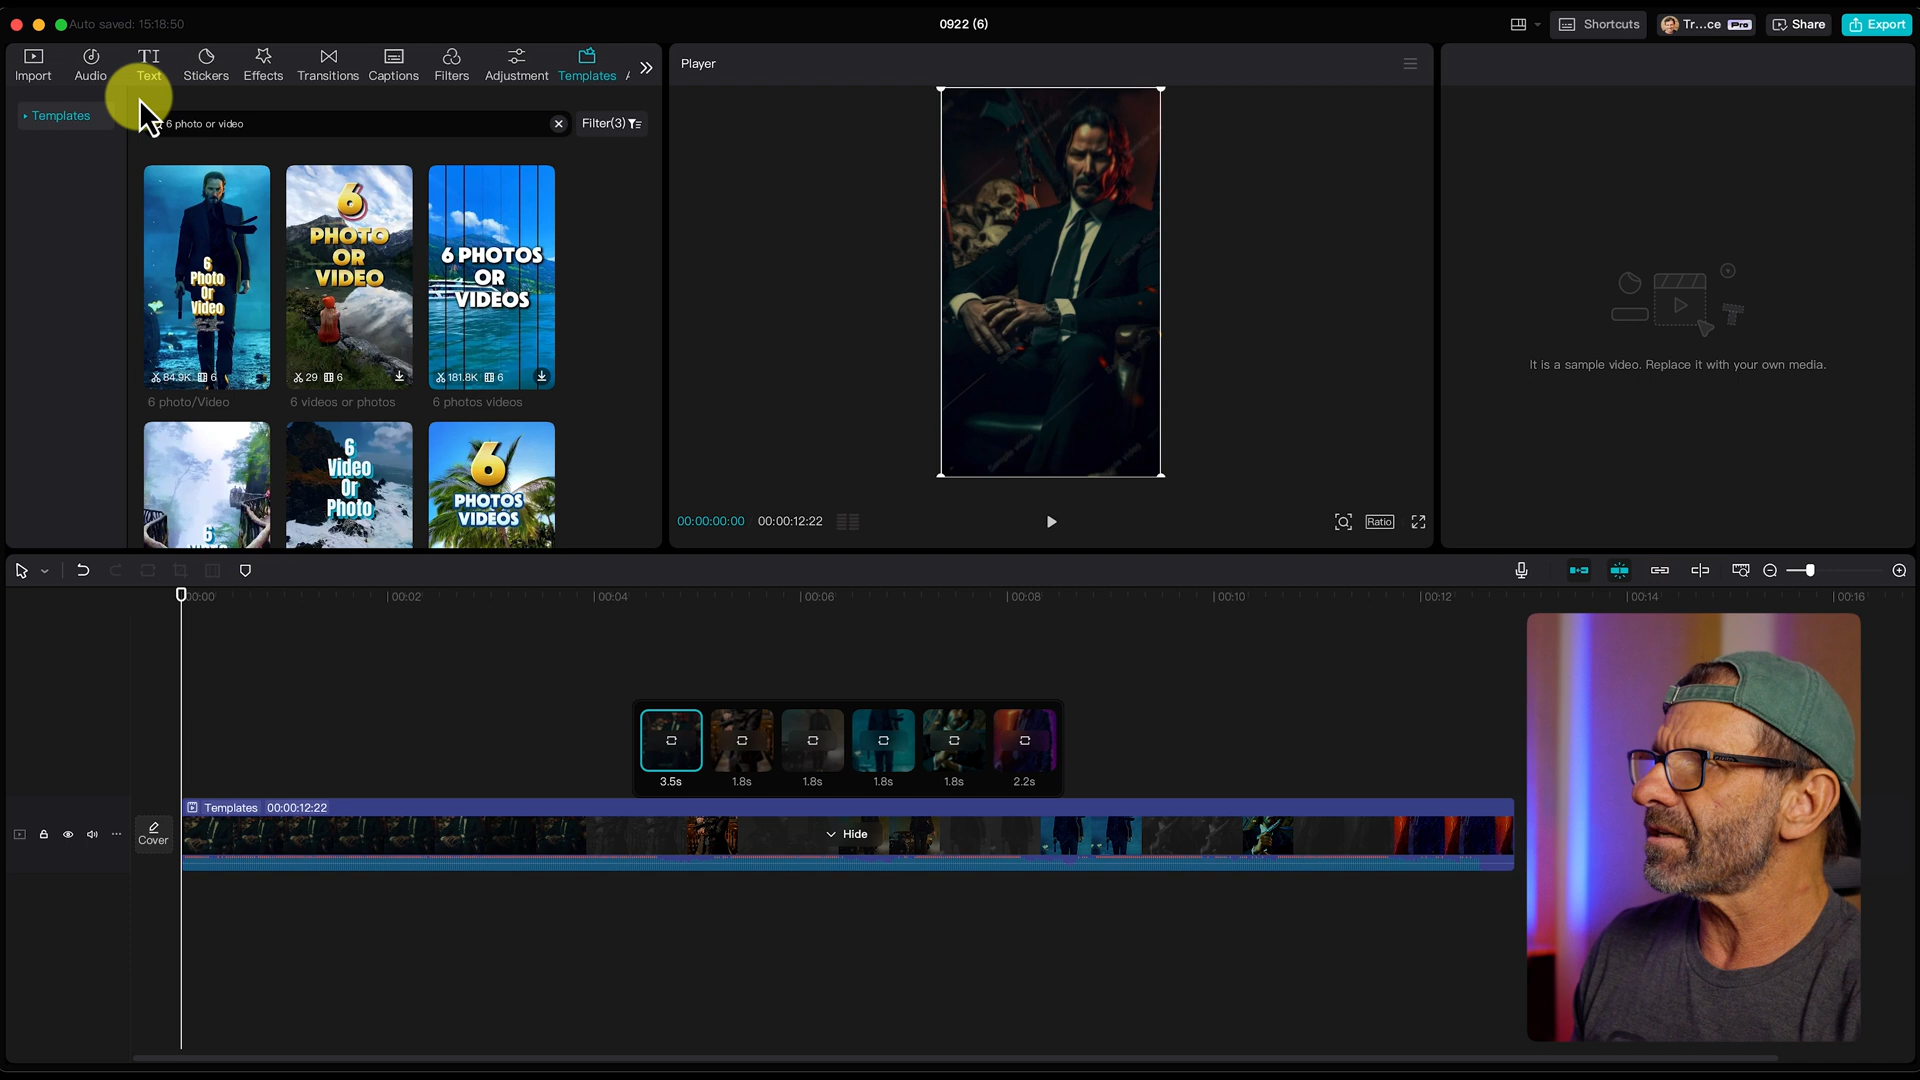 Auto saved: 15:18:50
0922 (6)
Shortcuts
Tr...ce
Pro
Share
Export
Import
Audio
Text
Stickers
Effects
Transitions
Captions
Filters
Adjustment
Templates
Player
Templates
6 photo or video
Filter(3)
6
Photo
Or
Video
84.9K
6
6 photo/Video
6
PHOTO
OR
VIDEO
29
6
6 videos or photos
6 PHOTOS
OR
VIDEOS
181.8K
6
6 photos videos
6
Video
Or
Photo
6
PHOTOS
VIDEOS
Sample video
Sample video
Sample video
00:00:00:00
00:00:12:22
Ratio
It is a sample video. Replace it with your own media.
00:00
00:02
00:04
00:06
00:08
00:10
00:12
00:14
00:16
3.5s
1.8s
1.8s
1.8s
1.8s
2.2s
Templates 00:00:12:22
Cover
Hide